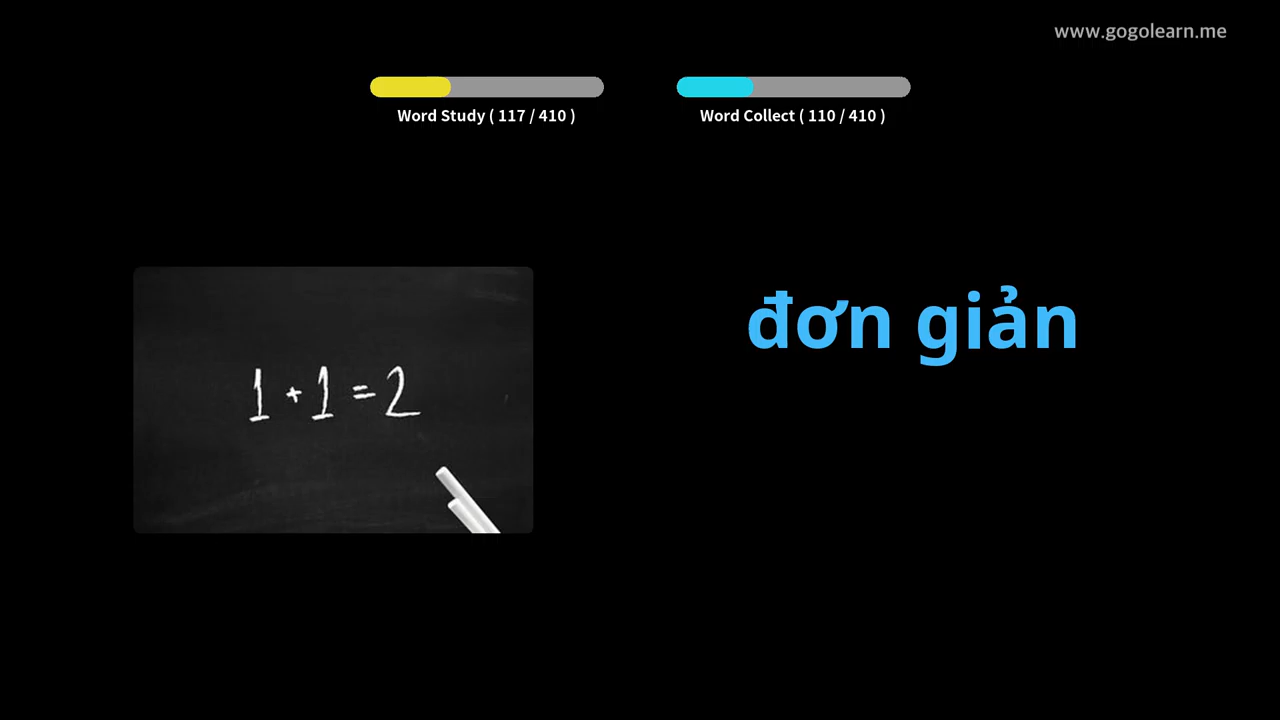 www.gogolearn.me
Word Study ( 117 / 410 )
Word Collect ( 110 / 410 )
đơn giản
1 + 1 = 2